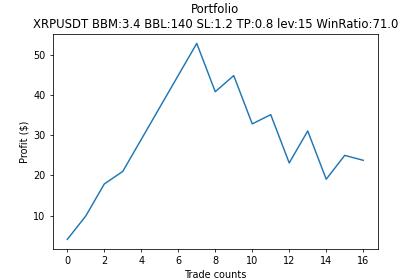 Portfolio
XRPUSDT BBM:3.4 BBL:140 SL:1.2 TP:0.8 lev:15 WinRatio:71.0
50
40
30
20
10
Profit ($)
0 2 4 6 8 10 12 14 16
Trade counts